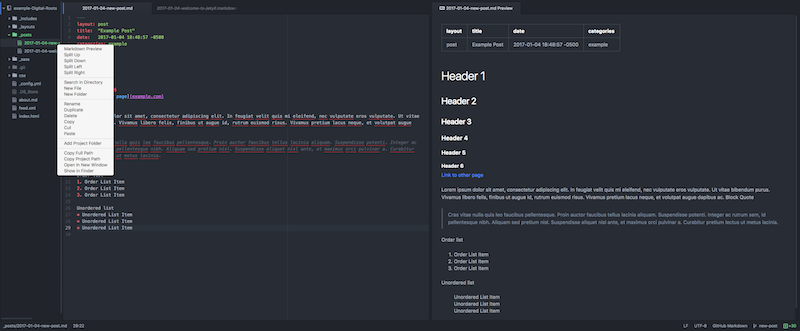 example-Digital-Roots
_includes
_layouts
_posts
2017-01-04-new-
2017-01-04-wel
_sass
.git
css
_config.yml
.DS_Store
about.md
feed.xml
index.html
Markdown Preview
Split Up
Split Down
Split Left
Split Right
Search in Directory
New File
New Folder
Rename
Duplicate
Delete
Copy
Cut
Paste
Add Project Folder
Copy Full Path
Copy Project Path
Open in New Window
Show in Finder
2017-01-04-new-post.md
2017-01-04-welcome-to-jekyll.markdown
---
layout: post
title: "Example Post"
date: 2017-01-04 18:48:57 -0500
example
page](example.com)
sit amet, consectetur adipiscing elit. In feugiat velit quis mi eleifend, nec vulputate eros vulputate. Ut vitae
. Vivamus libero felis, finibus ut augue id, rutrum euismod risus. Vivamus pretium lacus neque, et volutpat augue
nulla quis leo faucibus pellentesque. Proin auctor faucibus tellus lacinia aliquam. Suspendisse potenti. Integer ac
pellentesque nibh. Aliquam sed pretium nisl. Suspendisse aliquet nisl ante, et maximus orci pulvinar a. Curabitur
et metus lacinia.
1. Order List Item
2. Order List Item
3. Order List Item
Unordered list
* Unordered List Item
* Unordered List Item
* Unordered List Item
2017-01-04-new-post.md Preview
layout title date categories
post Example Post 2017-01-04 18:48:57 -0500 example
Header 1
Header 2
Header 3
Header 4
Header 5
Header 6
Link to other page
Lorem ipsum dolor sit amet, consectetur adipiscing elit. In feugiat velit quis mi eleifend, nec vulputate eros vulputate. Ut vitae bibendum purus.
Vivamus libero felis, finibus ut augue id, rutrum euismod risus. Vivamus pretium lacus neque, et volutpat augue dapibus ac. Block Quote
Cras vitae nulla quis leo faucibus pellentesque. Proin auctor faucibus tellus lacinia aliquam. Suspendisse potenti. Integer ac rutrum sem, id
pellentesque nibh. Aliquam sed pretium nisl. Suspendisse aliquet nisl ante, et maximus orci pulvinar a. Curabitur pretium lectus ut metus lacinia.
Order list
1. Order List Item
2. Order List Item
3. Order List Item
Unordered list
Unordered List Item
Unordered List Item
Unordered List Item
_posts/2017-01-04-new-post.md 29:22
LF UTF-8 GitHub Markdown new-post +30